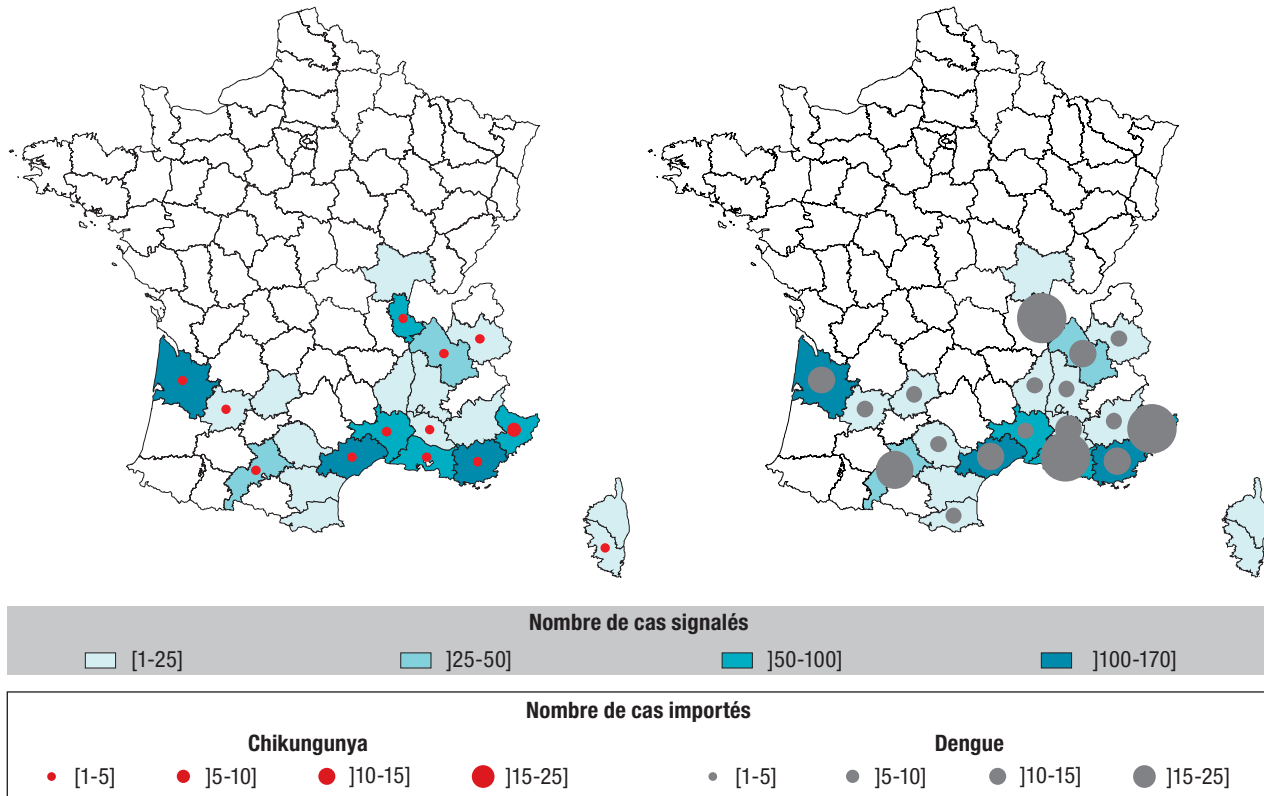 Nombre de cas signalés
[1-25] ]25-50] ]50-100] ]100-170]
Nombre de cas importés
Chikungunya Dengue
[1-5] ]5-10] ]10-15] ]15-25] [1-5] ]5-10] ]10-15] ]15-25]